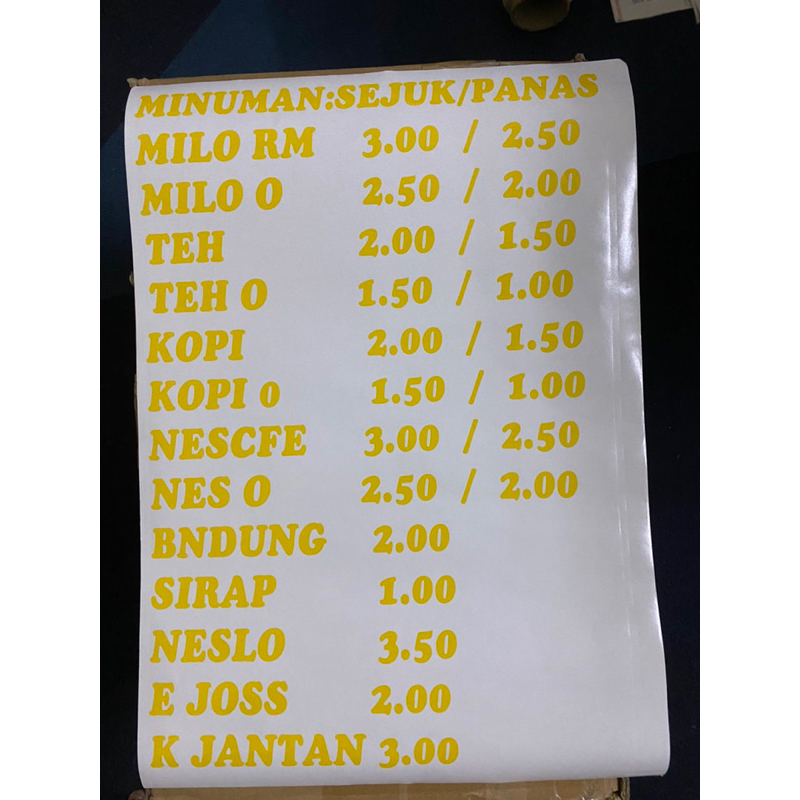 MINUMAN:SEJUK/PANAS
MILO RM 3.00 / 2.50
MILO O 2.50 / 2.00
TEH 2.00 / 1.50
TEH O 1.50 / 1.00
KOPI 2.00 / 1.50
KOPI o 1.50 / 1.00
NESCFE 3.00 / 2.50
NES O 2.50 / 2.00
BNDUNG 2.00
SIRAP 1.00
NESLO 3.50
E JOSS 2.00
K JANTAN 3.00